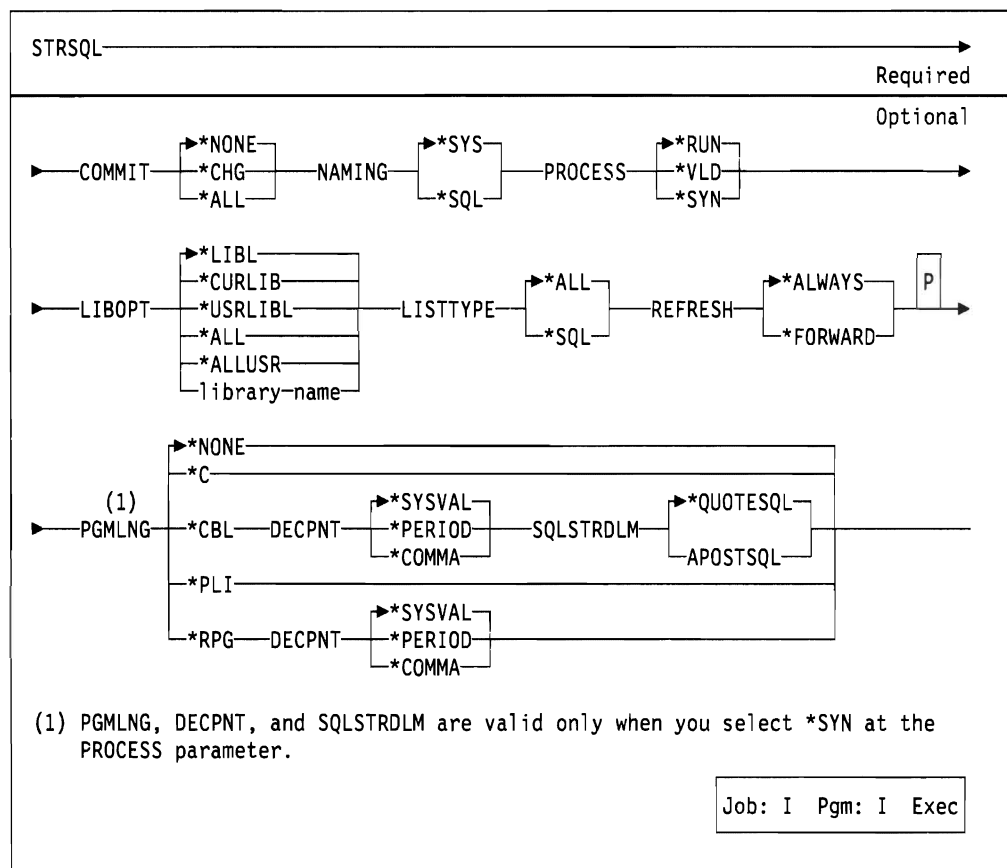 STRSQL
Required
Optional
*NONE *SYS *RUN
COMMIT *CHG NAMING PROCESS *VLD
*ALL *SQL *SYN
*LIBL
*CURLIB *ALL *ALWAYS P
LIBOPT *USRLIBL LISTTYPE REFRESH
*ALL *SQL *FORWARD
*ALLUSR
library-name
*NONE
*C
(1) *SYSVAL *QUOTESQL
PGMLNG *CBL DECPNT *PERIOD SQLSTRDLM
*COMMA APOSTSQL
*PLI
*SYSVAL
*RPG DECPNT *PERIOD
*COMMA
(1) PGMLNG, DECPNT, and SQLSTRDLM are valid only when you select *SYN at the
PROCESS parameter.
Job: I Pgm: I Exec